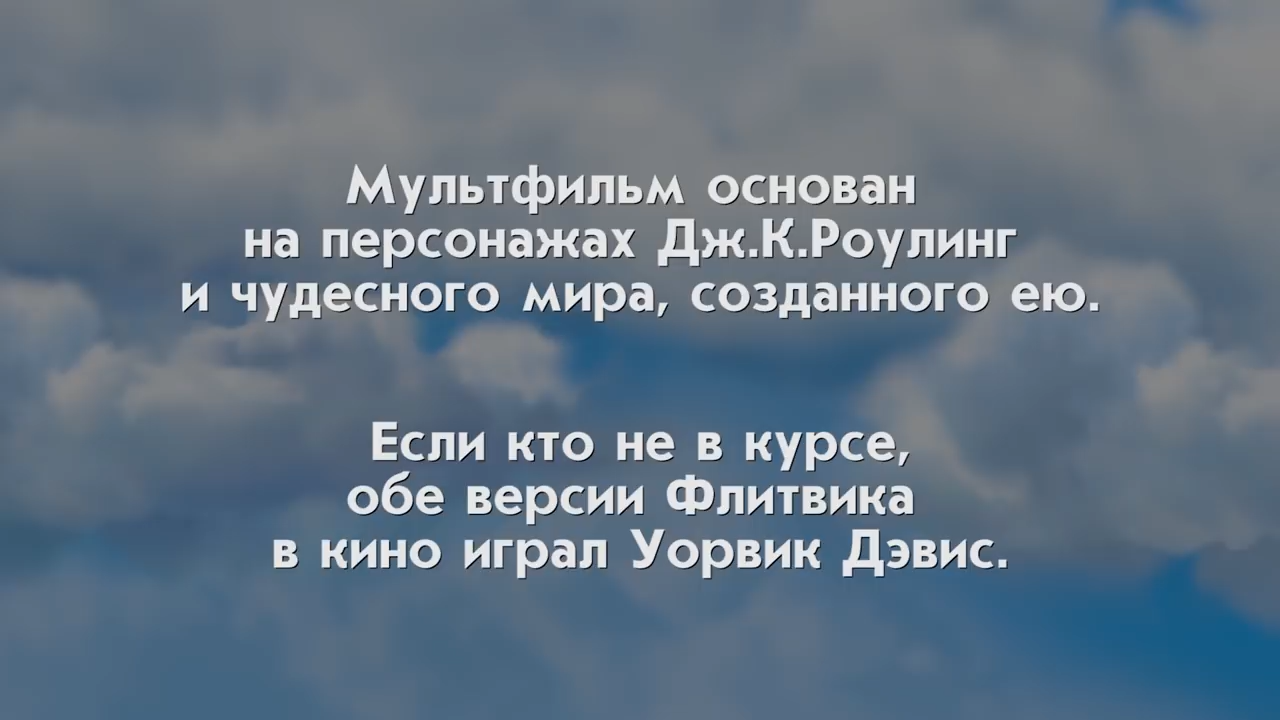 Мультфильм основан
на персонажах Дж.К.Роулинг
и чудесного мира, созданного ею.
Если кто не в курсе,
обе версии Флитвика
в кино играл Уорвик Дэвис.